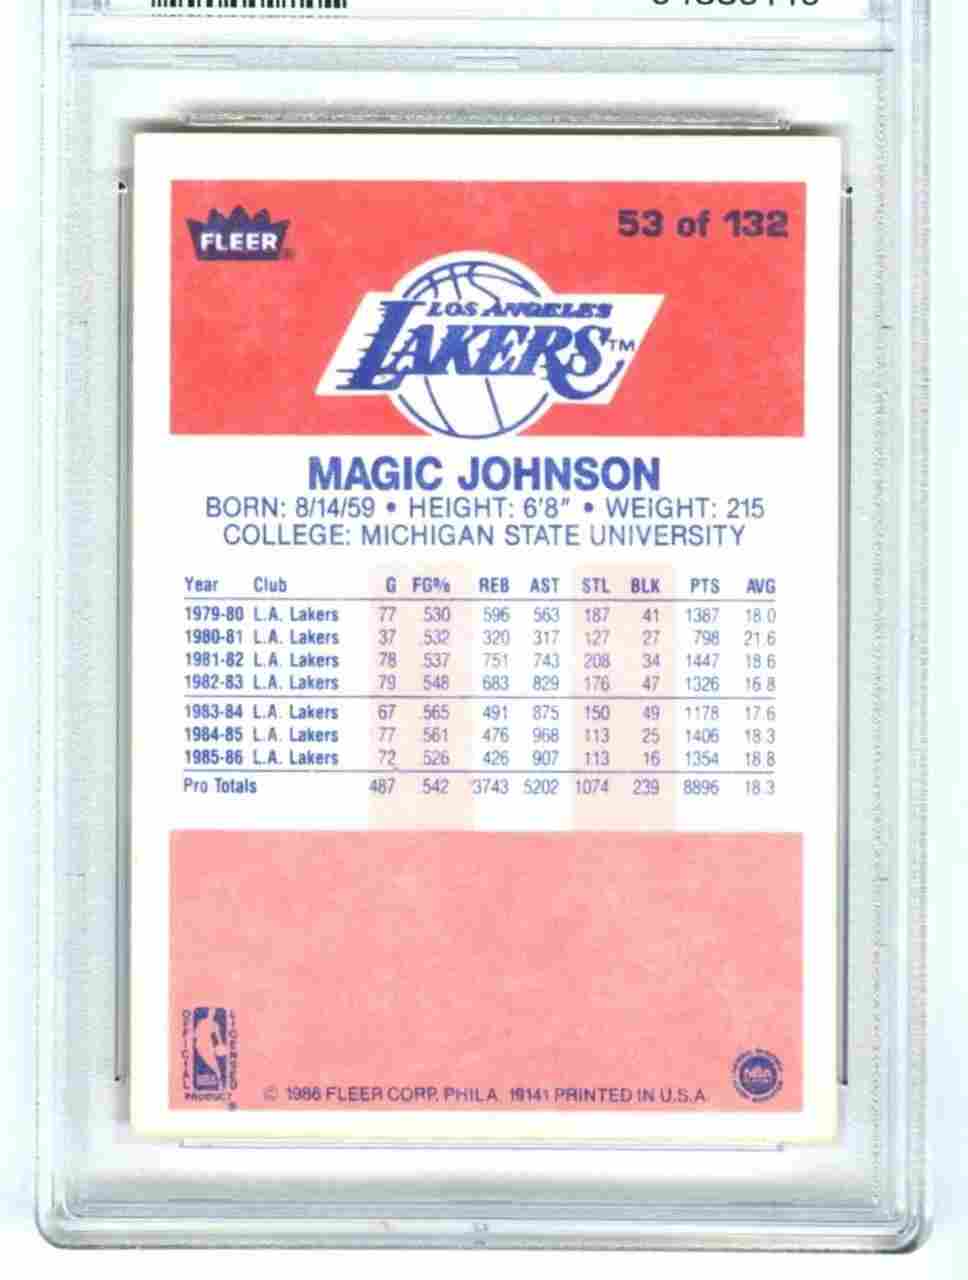 FLEER®
53 of 132
LOS ANGELES
LAKERS™
MAGIC JOHNSON
BORN: 8/14/59 • HEIGHT: 6'8" • WEIGHT: 215
COLLEGE: MICHIGAN STATE UNIVERSITY
Year Club G FG% REB AST STL BLK PTS AVG
1979-80 L.A. Lakers 77 .530 596 563 187 41 1387 18.0
1980-81 L.A. Lakers 37 .532 320 317 127 27 798 21.6
1981-82 L.A. Lakers 78 .537 751 743 208 34 1447 18.6
1982-83 L.A. Lakers 79 .548 683 829 176 47 1326 16.8
1983-84 L.A. Lakers 67 .565 491 875 150 49 1178 17.6
1984-85 L.A. Lakers 77 .561 476 968 113 25 1406 18.3
1985-86 L.A. Lakers 72 .526 426 907 113 16 1354 18.8
Pro Totals 487 .542 3743 5202 1074 239 8896 18.3
OFFICIAL LICENSED
NBA
PRODUCT®
NBA
© 1986 FLEER CORP. PHILA. 19141 PRINTED IN U.S.A.